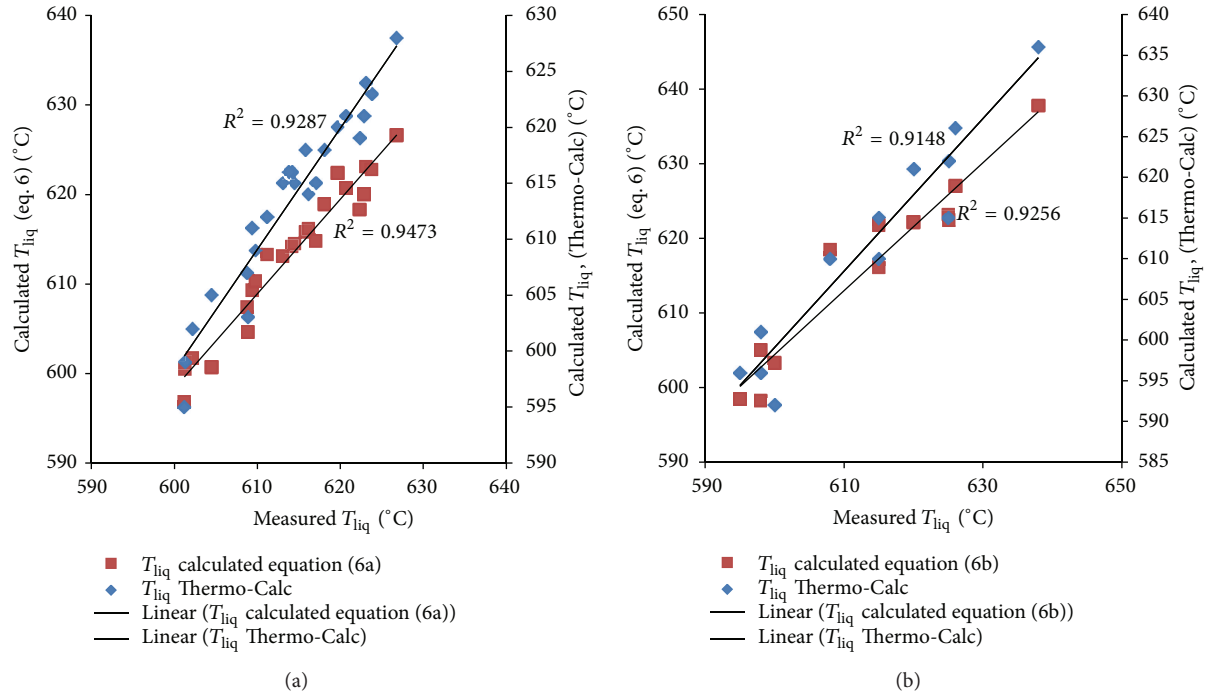 640
630
620
610
600
590
Calculated T_liq (eq. 6) (°C)
630
625
620
615
610
605
600
595
590
Calculated T_liq, (Thermo-Calc) (°C)
R² = 0.9287
R² = 0.9473
590 600 610 620 630 640
Measured T_liq (°C)
T_liq calculated equation (6a)
T_liq Thermo-Calc
Linear (T_liq calculated equation (6a))
Linear (T_liq Thermo-Calc)
(a)
650
640
630
620
610
600
590
Calculated T_liq (eq. 6) (°C)
640
635
630
625
620
615
610
605
600
595
590
585
Calculated T_liq, (Thermo-Calc) (°C)
R² = 0.9148
R² = 0.9256
590 610 630 650
Measured T_liq (°C)
T_liq calculated equation (6b)
T_liq Thermo-Calc
Linear (T_liq calculated equation (6b))
Linear (T_liq Thermo-Calc)
(b)